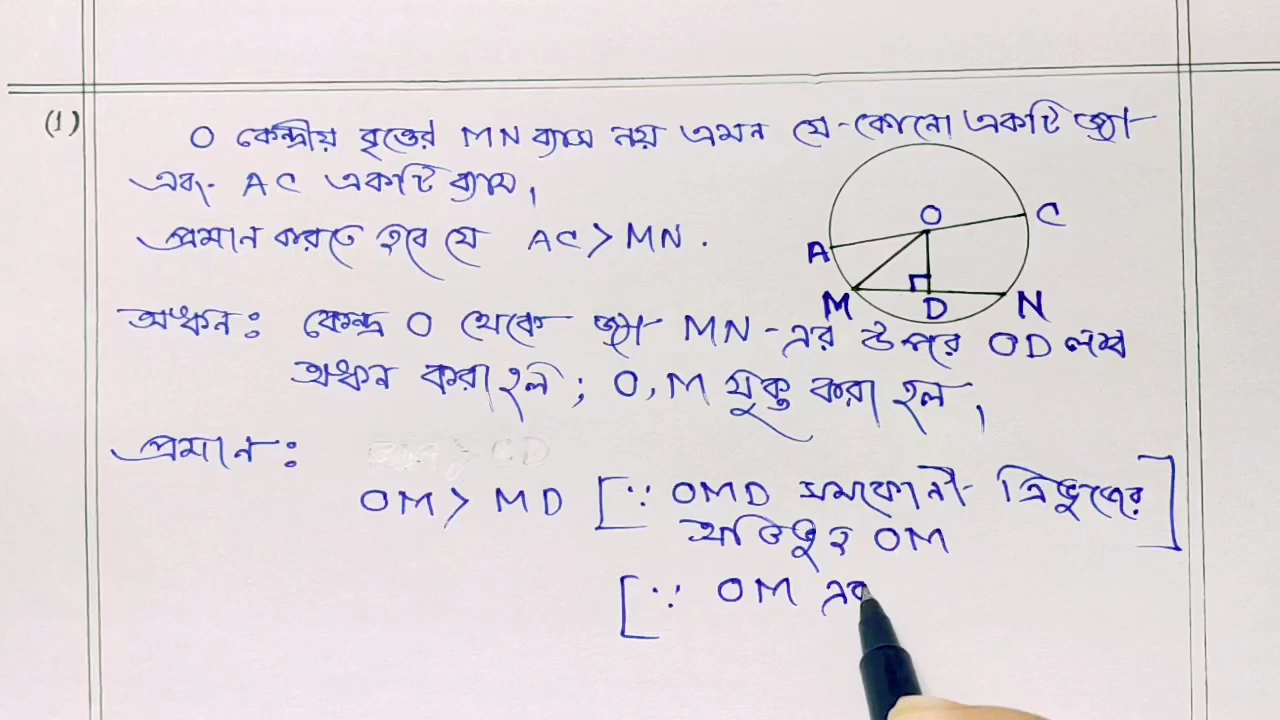 (1)
O কেন্দ্রীয় বৃত্তের MN ব্যাস নয় এমন যে-কোনো একটি জ্যা
এবং AC একটি ব্যাস।
প্রমান করতে হবে যে AC > MN.
O
C
A
M
D
N
অঙ্কন: কেন্দ্র O থেকে জ্যা MN-এর উপরে OD লম্ব
অঙ্কন করা হল; O, M যুক্ত করা হল।
প্রমান:
OM > MD [∵ OMD সমকোনী ত্রিভুজের
অতিভুজ OM]
[∵ OM এর